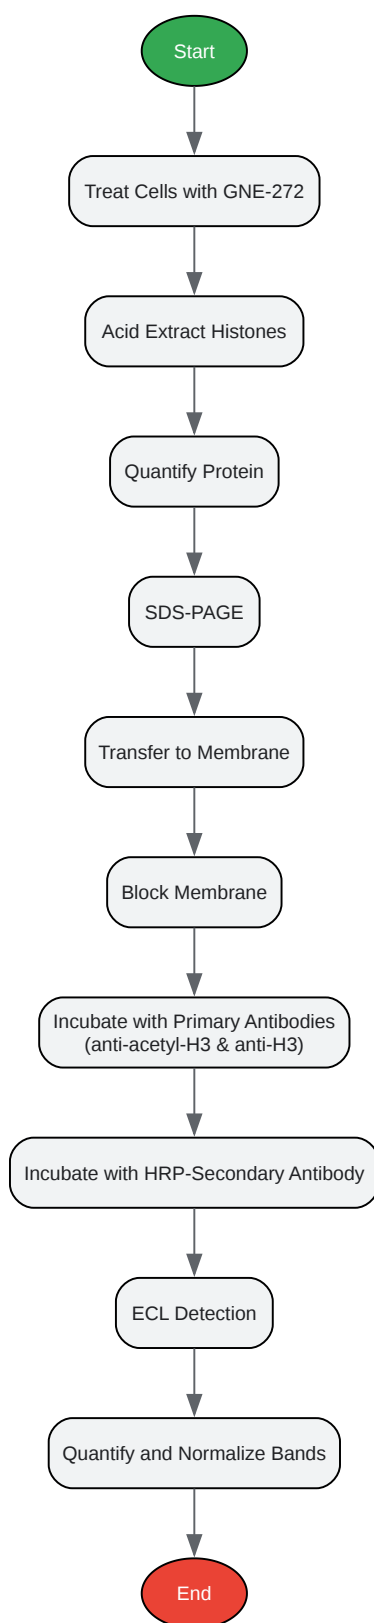 Start
Treat Cells with GNE-272
Acid Extract Histones
Quantify Protein
SDS-PAGE
Transfer to Membrane
Block Membrane
Incubate with Primary Antibodies
(anti-acetyl-H3 & anti-H3)
Incubate with HRP-Secondary Antibody
ECL Detection
Quantify and Normalize Bands
End